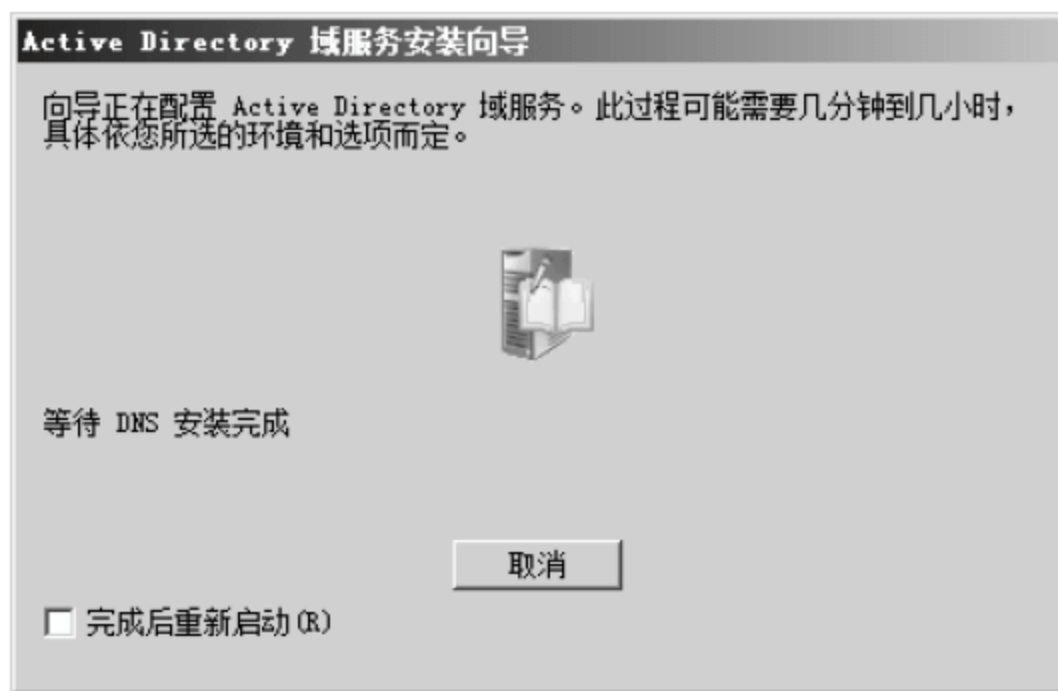 Active Directory 域服务安装向导
向导正在配置 Active Directory 域服务。此过程可能需要几分钟到几小时，
具体依您所选的环境和选项而定。
等待 DNS 安装完成
取消
完成后重新启动(R)